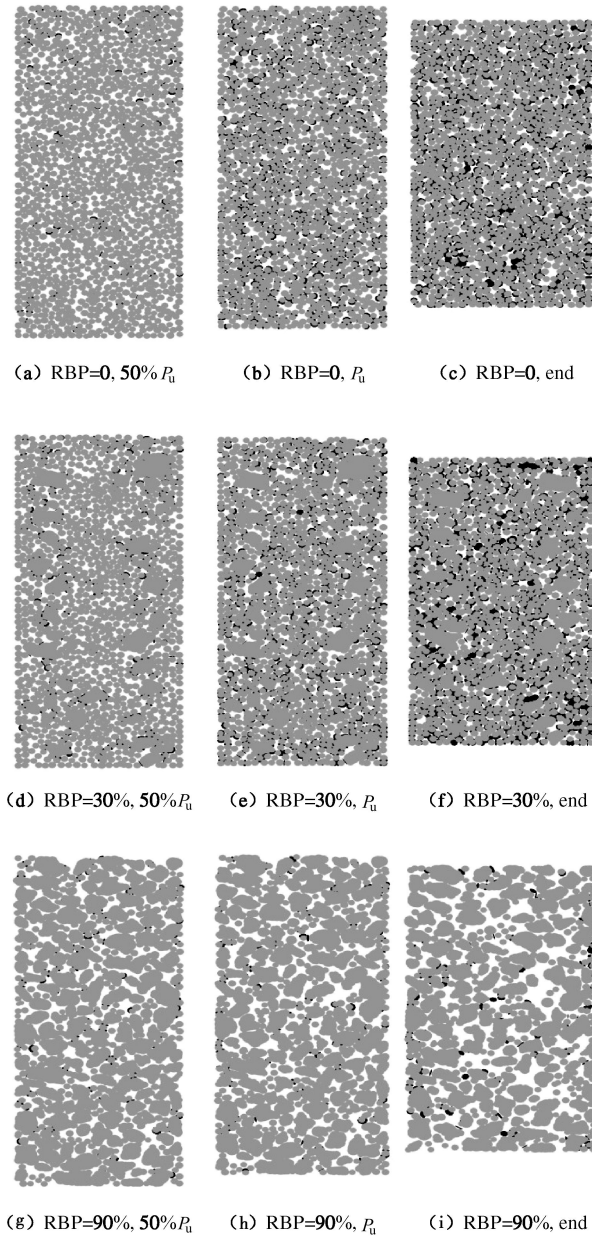 （a）RBP=0, 50% Pu
（b）RBP=0, Pu
（c）RBP=0, end
（d）RBP=30%, 50%Pu
（e）RBP=30%, Pu
（f）RBP=30%, end
（g）RBP=90%, 50%Pu
（h）RBP=90%, Pu
（i）RBP=90%, end